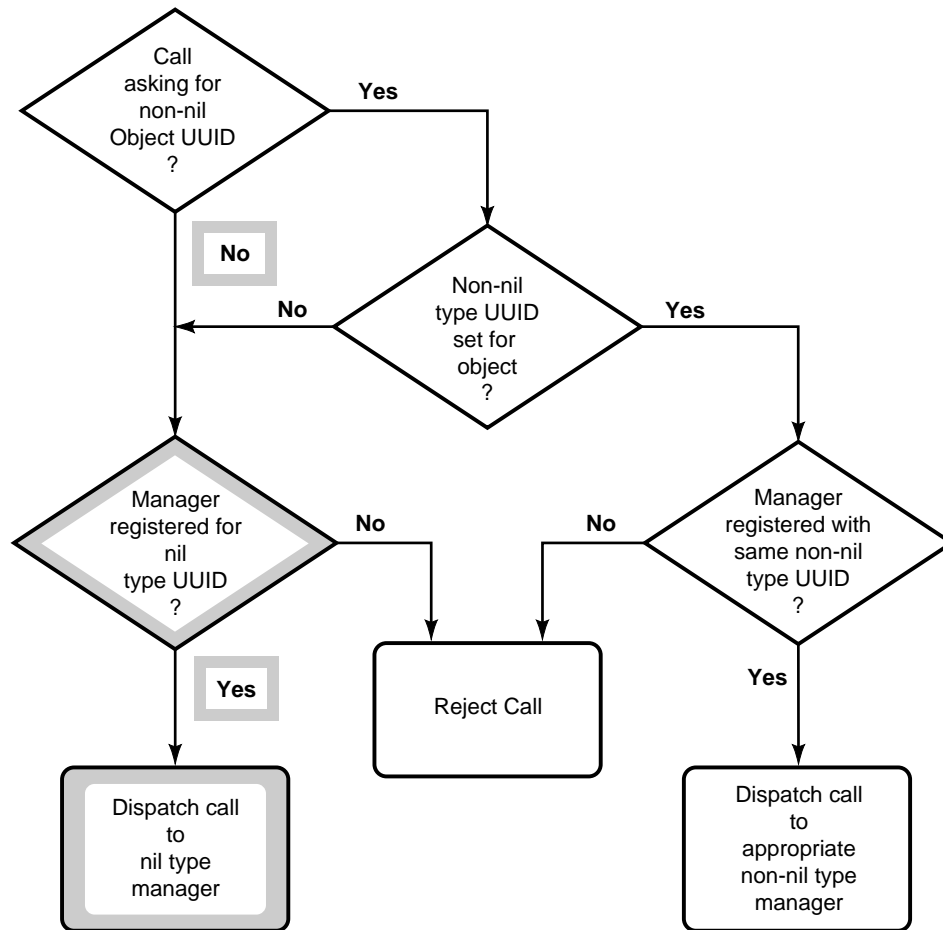 Call
asking for
non-nil
Object UUID
?
Yes
No
Non-nil
type UUID
set for
object
?
No
Yes
Manager
registered for
nil
type UUID
?
No
Manager
registered with
same non-nil
type UUID
?
No
Yes
Reject Call
Yes
Dispatch call
to
nil type
manager
Dispatch call
to
appropriate
non-nil type
manager